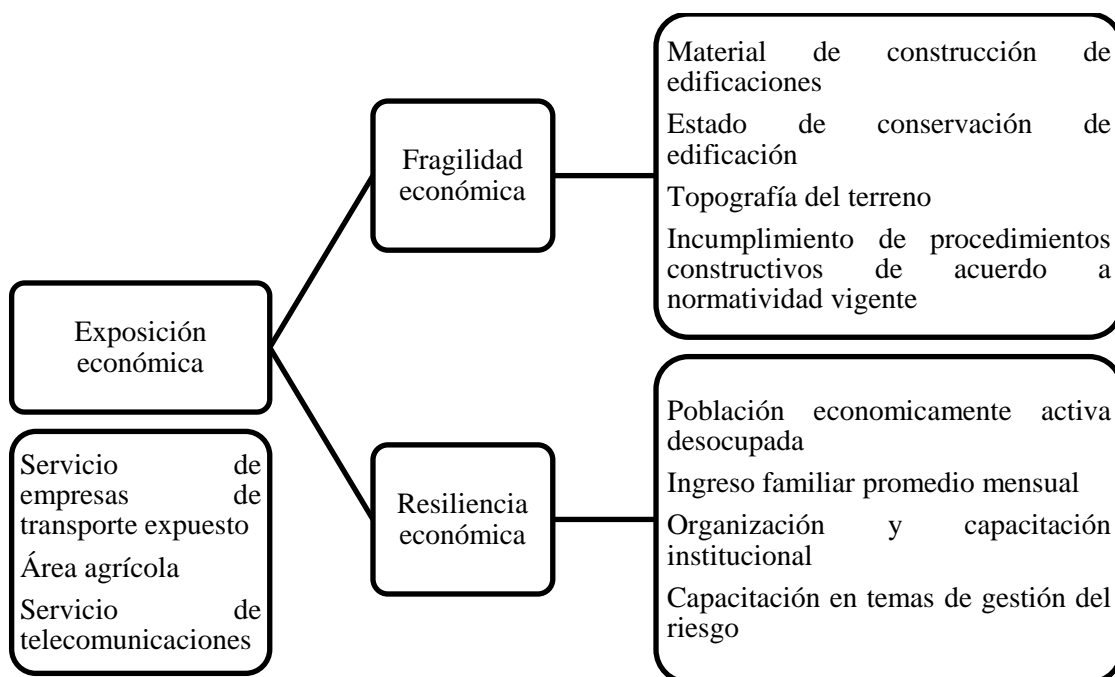 Exposición
económica
Servicio de
empresas de
transporte expuesto
Área agrícola
Servicio de
telecomunicaciones
Fragilidad
económica
Material de construcción de
edificaciones
Estado de conservación de
edificación
Topografía del terreno
Incumplimiento de procedimientos
constructivos de acuerdo a
normatividad vigente
Resiliencia
económica
Población economicamente activa
desocupada
Ingreso familiar promedio mensual
Organización y capacitación
institucional
Capacitación en temas de gestión del
riesgo